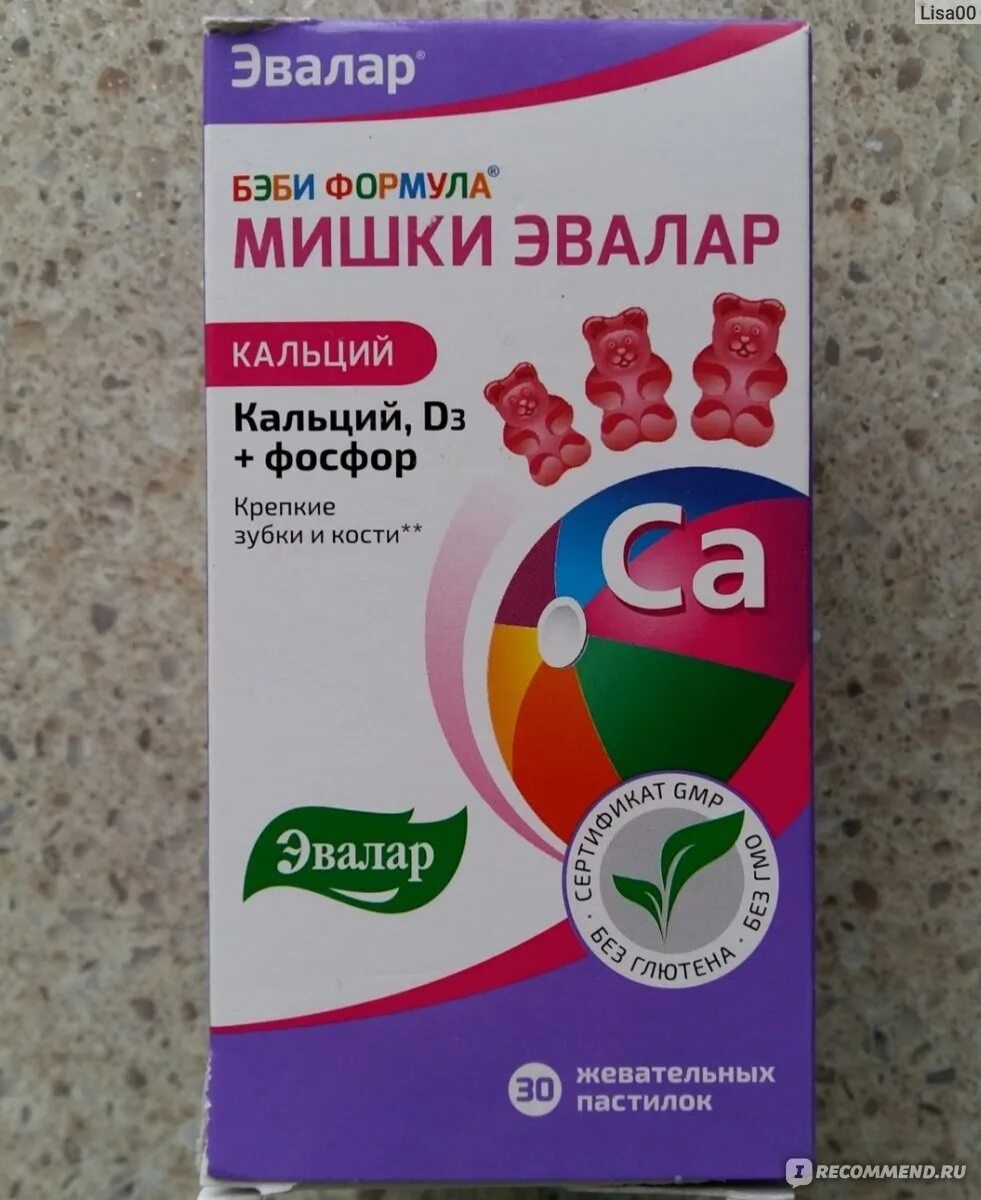 Lisa00
Эвалар®
БЭБИ ФОРМУЛА®
МИШКИ ЭВАЛАР
КАЛЬЦИЙ
Кальций, D3
+ фосфор
Крепкие
зубки и кости**
Ca
Эвалар
СЕРТИФИКАТ GMP · БЕЗ ГМО · БЕЗ ГЛЮТЕНА ·
30 жевательных
пастилок
IRECOMMEND.RU